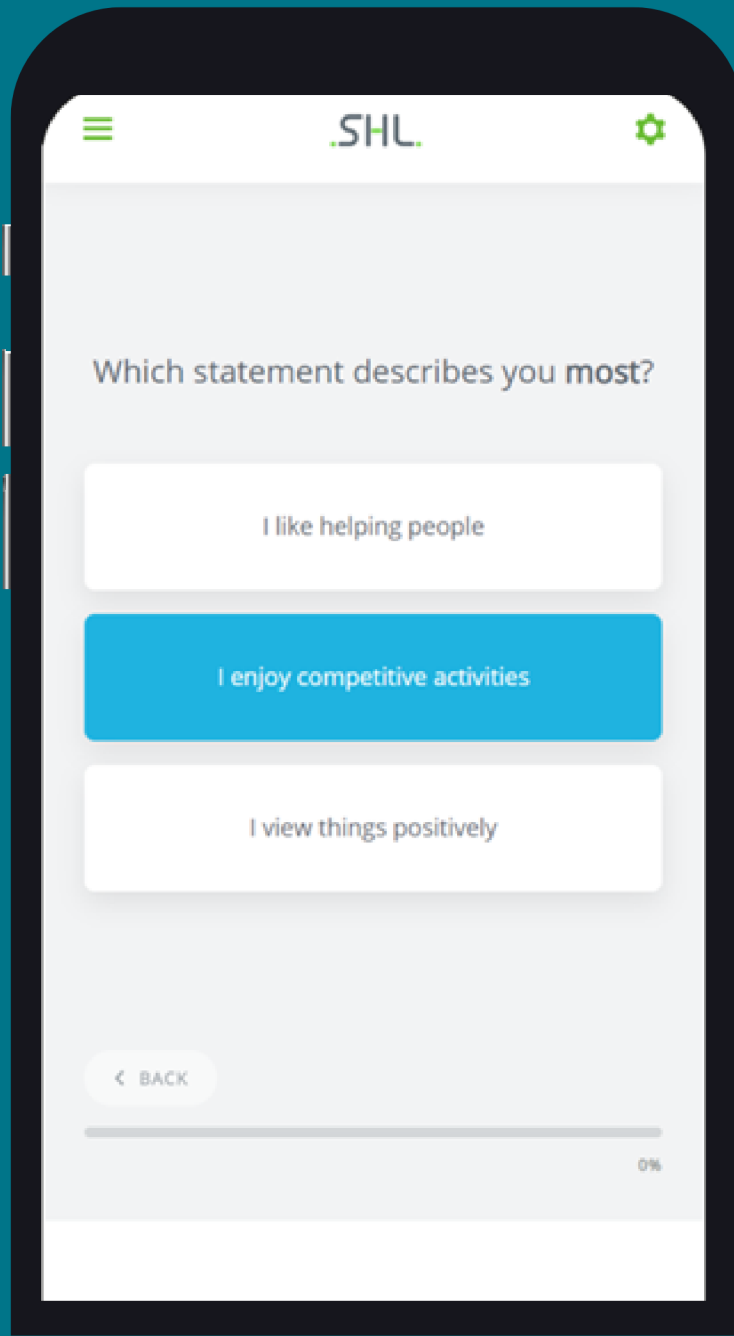 .SHL.
Which statement describes you most?
I like helping people
I enjoy competitive activities
I view things positively
BACK
0%